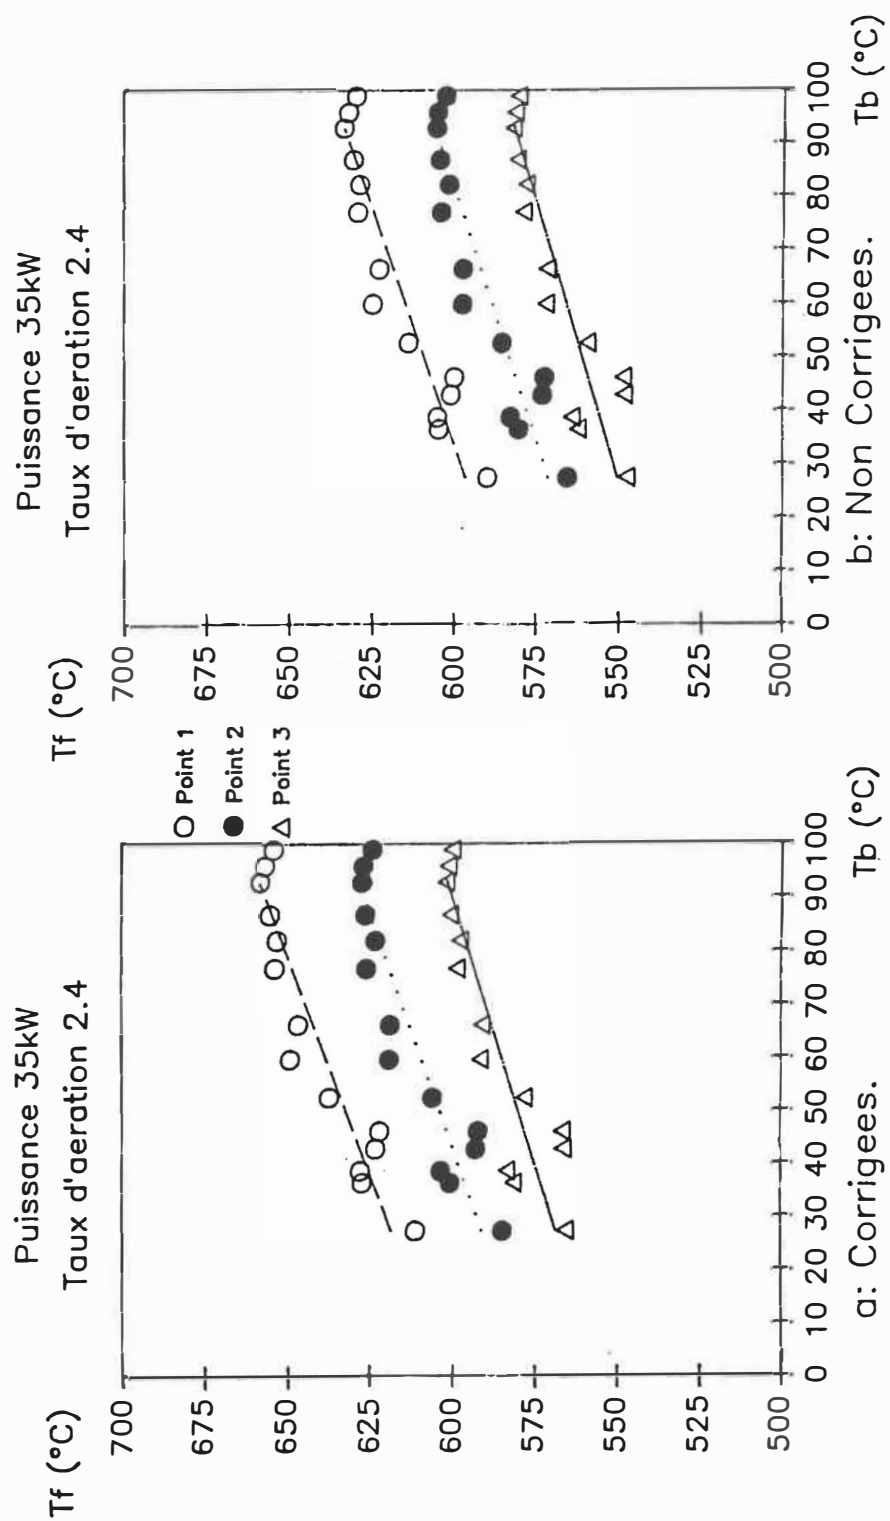 Puissance 35kW
Taux d'aeration 2.4
Tf (°C)
700
675
650
625
600
575
550
525
500
0 10 20 30 40 50 60 70 80 90 100
Tb (°C)
a: Corrigees.
Point 1
Point 2
Point 3
Puissance 35kW
Taux d'aeration 2.4
Tf (°C)
700
675
650
625
600
575
550
525
500
0 10 20 30 40 50 60 70 80 90 100
Tb (°C)
b: Non Corrigees.